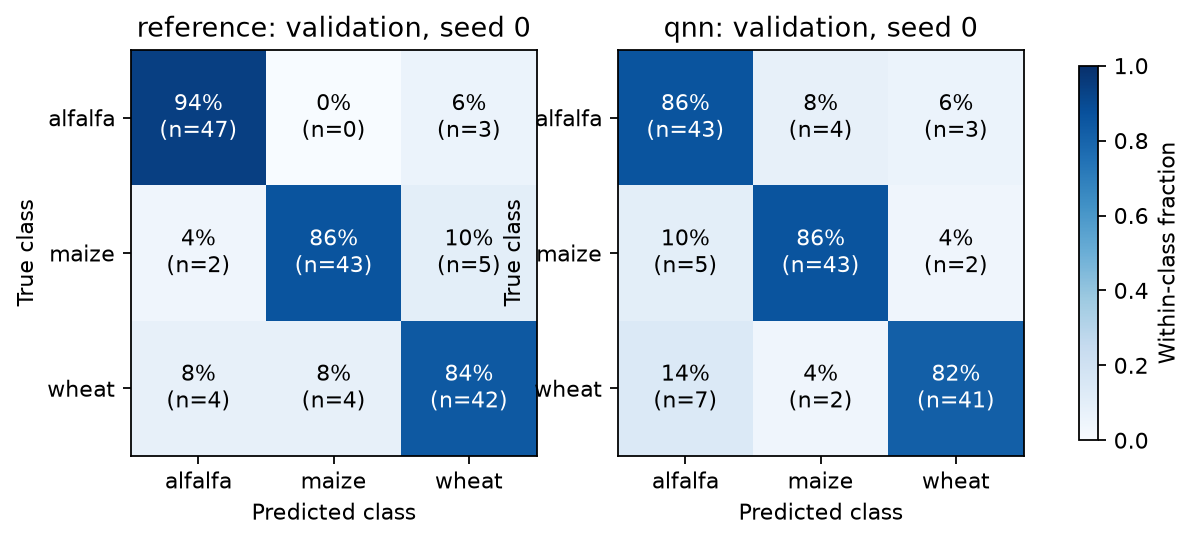 reference: validation, seed 0
True class
alfalfa
94%
(n=47)
0%
(n=0)
6%
(n=3)
maize
4%
(n=2)
86%
(n=43)
10%
(n=5)
wheat
8%
(n=4)
8%
(n=4)
84%
(n=42)
alfalfa
maize
wheat
Predicted class
qnn: validation, seed 0
True class
alfalfa
86%
(n=43)
8%
(n=4)
6%
(n=3)
maize
10%
(n=5)
86%
(n=43)
4%
(n=2)
wheat
14%
(n=7)
4%
(n=2)
82%
(n=41)
alfalfa
maize
wheat
Predicted class
1.0
0.8
0.6
0.4
0.2
0.0
Within-class fraction